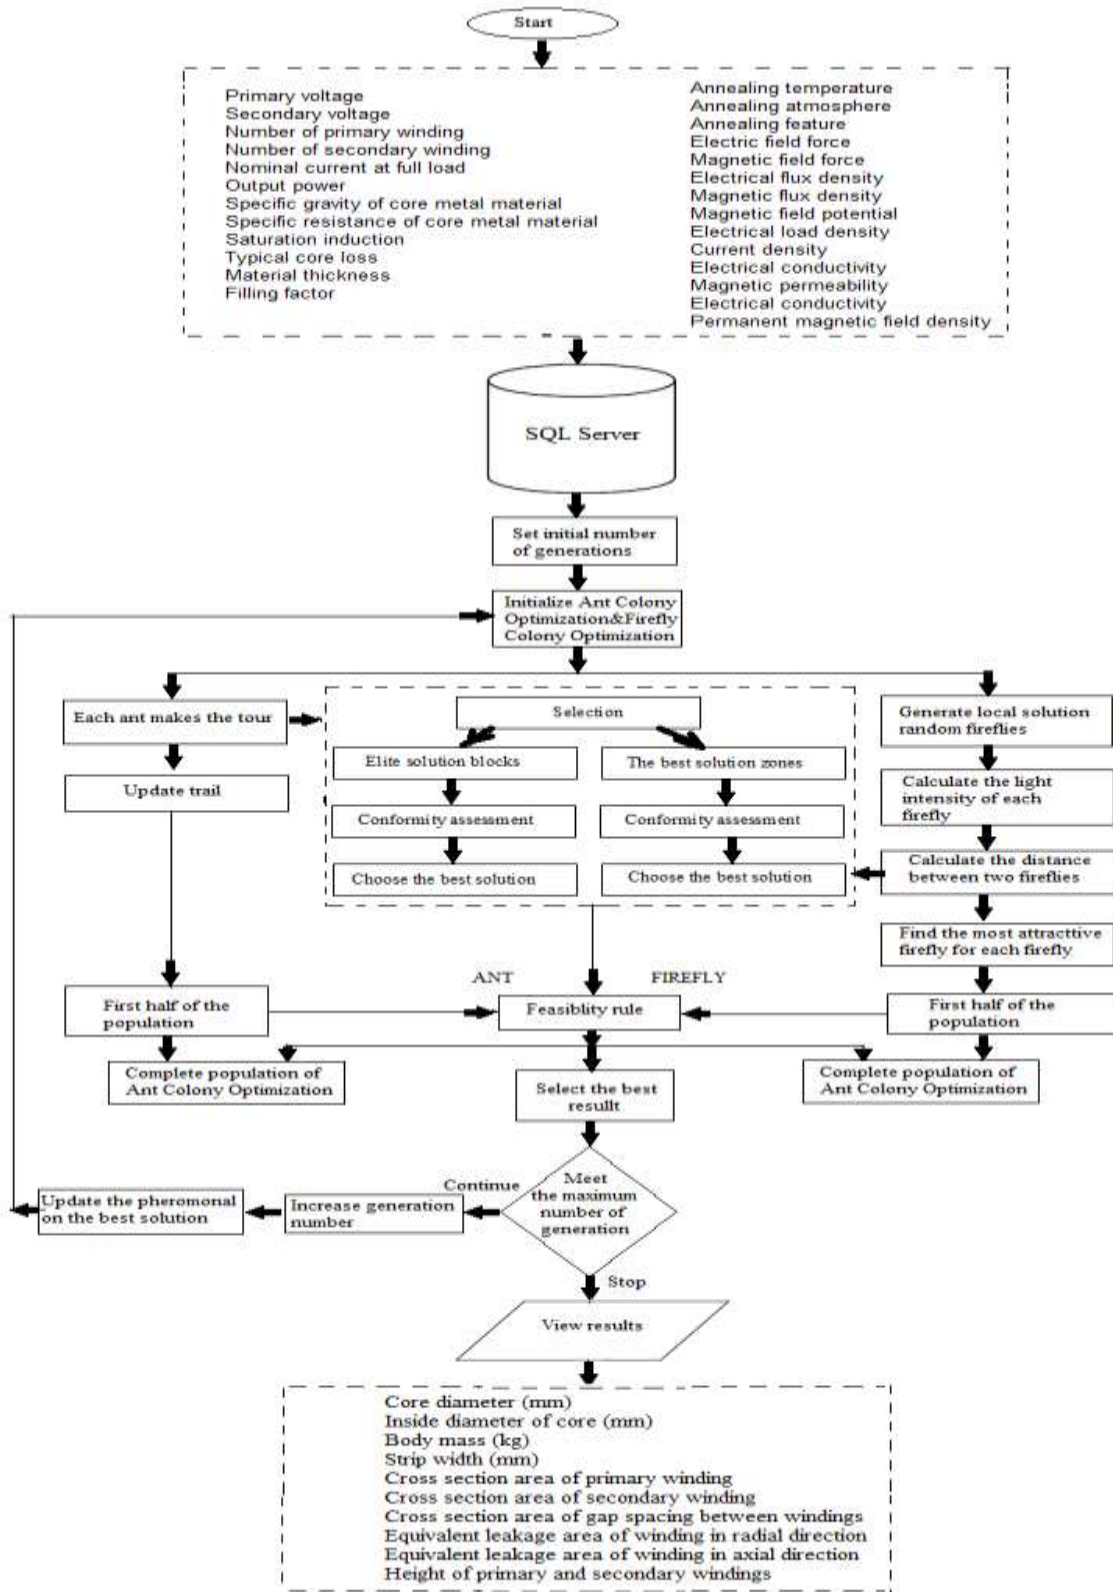 Start
Primary voltage
Secondary voltage
Number of primary winding
Number of secondary winding
Nominal current at full load
Output power
Specific gravity of core metal material
Specific resistance of core metal material
Saturation induction
Typical core loss
Material thickness
Filling factor
Annealing temperature
Annealing atmosphere
Annealing feature
Electric field force
Magnetic field force
Electrical flux density
Magnetic flux density
Magnetic field potential
Electrical load density
Current density
Electrical conductivity
Magnetic permeability
Electrical conductivity
Permanent magnetic field density
SQL Server
Set initial number
of generations
Initialize Ant Colony
Optimization&Firefly
Colony Optimization
Each ant makes the tour
Update trail
Selection
Elite solution blocks
Conformity assessment
Choose the best solution
The best solution zones
Conformity assessment
Choose the best solution
Generate local solution
random fireflies
Calculate the light
intensity of each
firefly
Calculate the distance
between two fireflies
Find the most attracttive
firefly for each firefly
ANT
FIREFLY
First half of the
population
Feasiblity rule
First half of the
population
Complete population of
Ant Colony Optimization
Select the best
resullt
Complete population of
Ant Colony Optimization
Meet
the maximum
number of
generation
Continue
Increase generation
number
Update the pheromonal
on the best solution
Stop
View results
Core diameter (mm)
Inside diameter of core (mm)
Body mass (kg)
Strip width (mm)
Cross section area of primary winding
Cross section area of secondary winding
Cross section area of gap spacing between windings
Equivalent leakage area of winding in radial direction
Equivalent leakage area of winding in axial direction
Height of primary and secondary windings